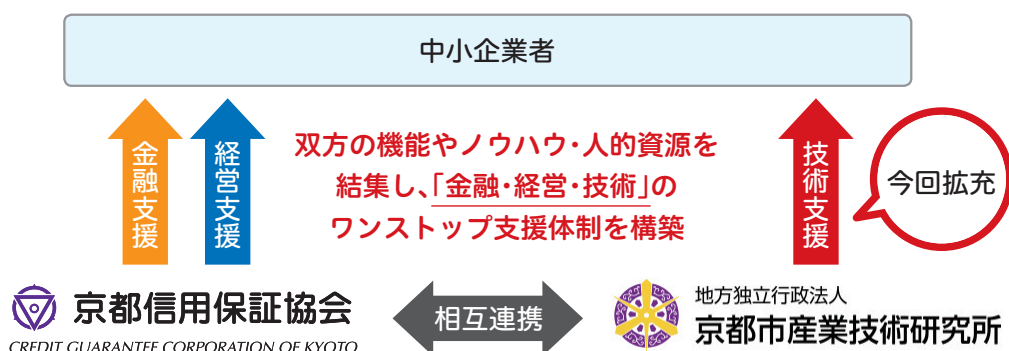 中小企業者
金融支援
経営支援
双方の機能やノウハウ・人的資源を
結集し、「金融・経営・技術」の
ワンストップ支援体制を構築
技術支援
今回拡充
京都信用保証協会
CREDIT GUARANTEE CORPORATION OF KYOTO
相互連携
地方独立行政法人
京都市産業技術研究所